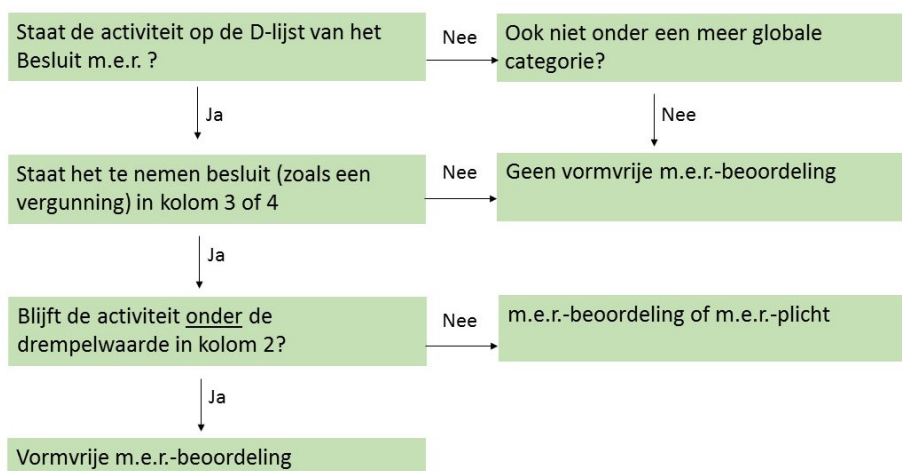 Staat de activiteit op de D-lijst van het
Besluit m.e.r. ?
Nee
Ook niet onder een meer globale
categorie?
Ja
Nee
Staat het te nemen besluit (zoals een
vergunning) in kolom 3 of 4
Nee
Geen vormvrije m.e.r.-beoordeling
Ja
Blijft de activiteit onder de
drempelwaarde in kolom 2?
Nee
m.e.r.-beoordeling of m.e.r.-plicht
Ja
Vormvrije m.e.r.-beoordeling